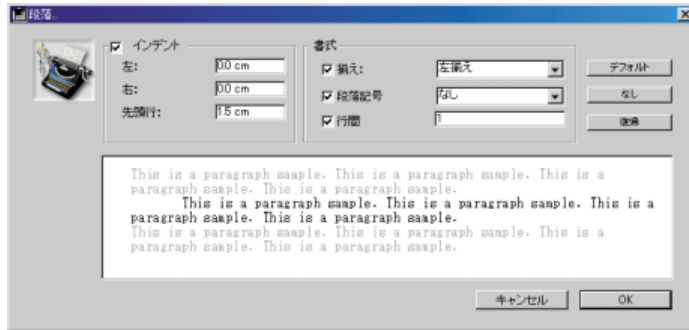 段落...
インデント
左: 0.0 cm
右: 0.0 cm
先頭行: 1.5 cm
書式
揃え: 左揃え
段落記号 なし
行間 1
デフォルト
なし
This is a paragraph sample. This is a paragraph sample. This is a
paragraph sample. This is a paragraph sample.
This is a paragraph sample. This is a paragraph sample. This is a
paragraph sample. This is a paragraph sample.
This is a paragraph sample. This is a paragraph sample. This is a
paragraph sample. This is a paragraph sample.
キャンセル
OK